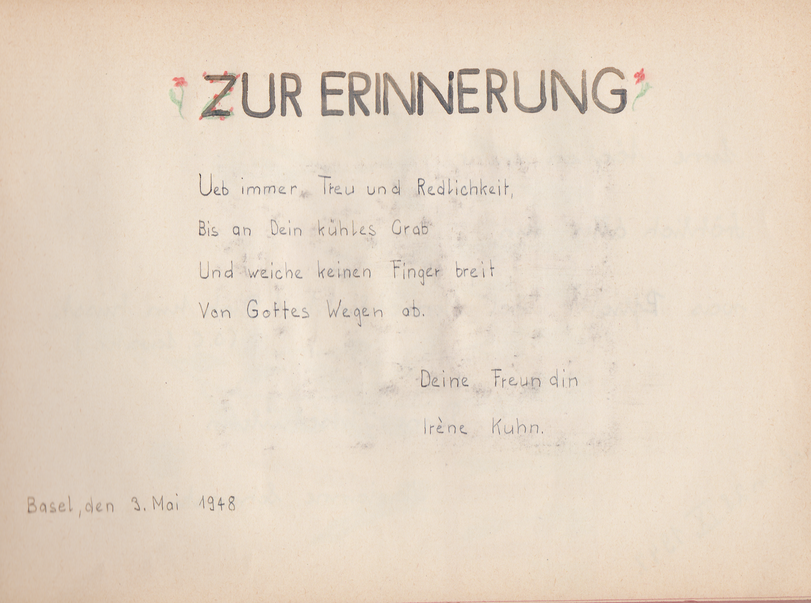 ZUR ERINNERUNG
Ueb immer Treu und Redlichkeit,
Bis an Dein kühles Grab
Und weiche keinen Finger breit
Von Gottes Wegen ab.
Deine Freundin
Irène Kuhn.
Basel, den 3. Mai 1948